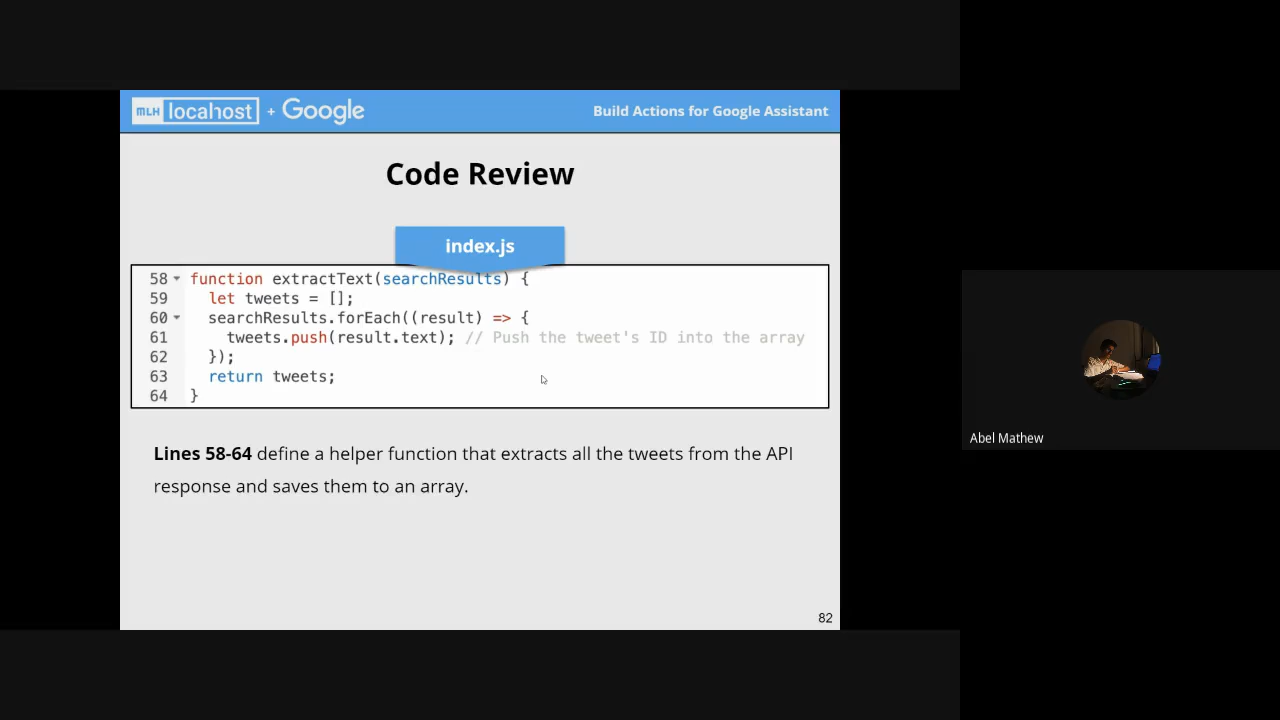 MLH localhost + Google
Build Actions for Google Assistant
Code Review
index.js
58 function extractText(searchResults) {
59 let tweets = [];
60 searchResults.forEach((result) => {
61 tweets.push(result.text); // Push the tweet's ID into the array
62 });
63 return tweets;
64 }
Lines 58-64 define a helper function that extracts all the tweets from the API
response and saves them to an array.
82
Abel Mathew